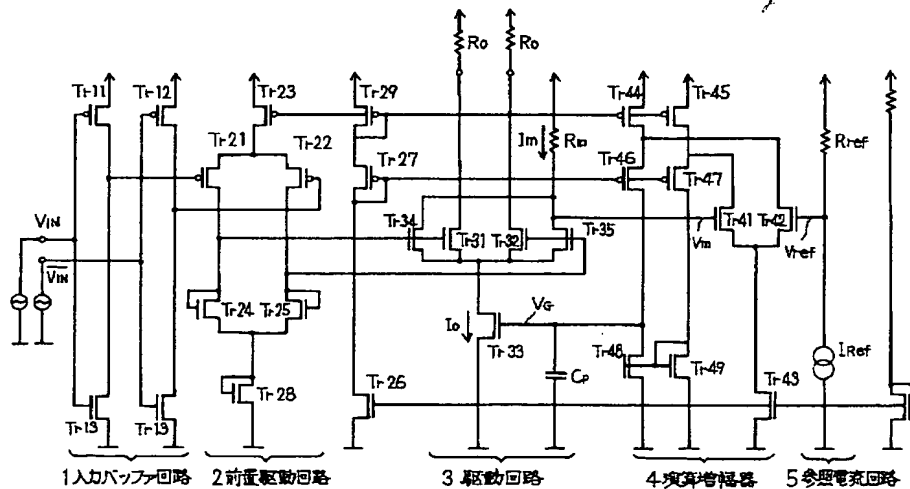 Ro
Ro
Tr11
Tr12
Tr23
Tr29
Tr44
Tr45
Im
Rm
Rref
Tr21
Tr22
Tr27
Tr46
Tr47
VIN
VIN
Tr34
Tr31
Tr32
Tr35
Vm
Tr41
Tr42
Vref
Tr24
Tr25
Io
VG
Tr33
Cp
Tr48
Tr49
IRef
Tr28
Tr26
Tr43
Tr13
Tr13
1入力バッファ回路
2前置駆動回路
3駆動回路
4演算増幅器
5参照電流回路